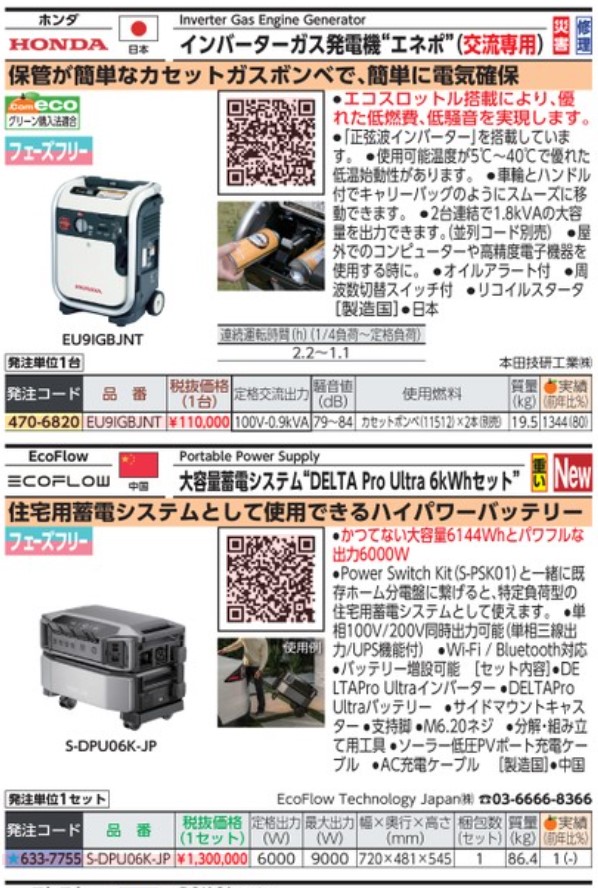 ホンダ
HONDA
日本
Inverter Gas Engine Generator
インバーターガス発電機“エネポ”(交流専用)
災害
修理
保管が簡単なカセットガスボンベで、簡単に電気確保
.com eco
グリーン購入法適合
フェーズフリー
●エコスロットル搭載により、優
れた低燃費、低騒音を実現します。
●「正弦波インバーター」を搭載していま
す。 ●使用可能温度が5℃～40℃で優れた
低温始動性があります。 ●車輪とハンドル
付でキャリーバッグのようにスムーズに移
動できます。 ●2台連結で1.8kVAの大容
量を出力できます。(並列コード別売) ●屋
外でのコンピューターや高精度電子機器を
使用する時に。 ●オイルアラート付 ●周
波数切替スイッチ付 ●リコイルスタータ
[製造国]●日本
HONDA
EU9IGBJNT
連続運転時間(h)(1/4負荷～定格負荷)
2.2～1.1
発注単位1台
本田技研工業㈱
発注コード 品番 税抜価格(1台) 定格交流出力 騒音値(dB) 使用燃料 質量(kg) 実績(前年比%)
470-6820 EU9IGBJNT ¥110,000 100V-0.9kVA 79～84 カセットボンベ(11512)×2本(別売) 19.5 1344(80)
EcoFlow
ECOFLOW
中国
Portable Power Supply
大容量蓄電システム“DELTA Pro Ultra 6kWhセット”
重い
New
住宅用蓄電システムとして使用できるハイパワーバッテリー
フェーズフリー
●かつてない大容量6144Whとパワフルな
出力6000W
●Power Switch Kit(S-PSK01)と一緒に既
存ホーム分電盤に繋げると、特定負荷型の
住宅用蓄電システムとして使えます。 ●単
相100V/200V同時出力可能(単相三線出
力/UPS機能付) ●Wi-Fi / Bluetooth対応
●バッテリー増設可能 [セット内容]●DE
LTAPro Ultraインバーター ●DELTAPro
Ultraバッテリー ●サイドマウントキャス
ター ●支持脚 ●M6.20ネジ ●分解・組み立
て用工具 ●ソーラー低圧PVポート充電ケー
ブル ●AC充電ケーブル [製造国]●中国
使用例
S-DPU06K-JP
発注単位1セット
EcoFlow Technology Japan㈱ ☎03-6666-8366
発注コード 品番 税抜価格(1セット) 定格出力(W) 最大出力(W) 幅×奥行×高さ(mm) 梱包数(セット) 質量(kg) 実績(前年比%)
★633-7755 S-DPU06K-JP ¥1,300,000 6000 9000 720×481×545 1 86.4 1(-)